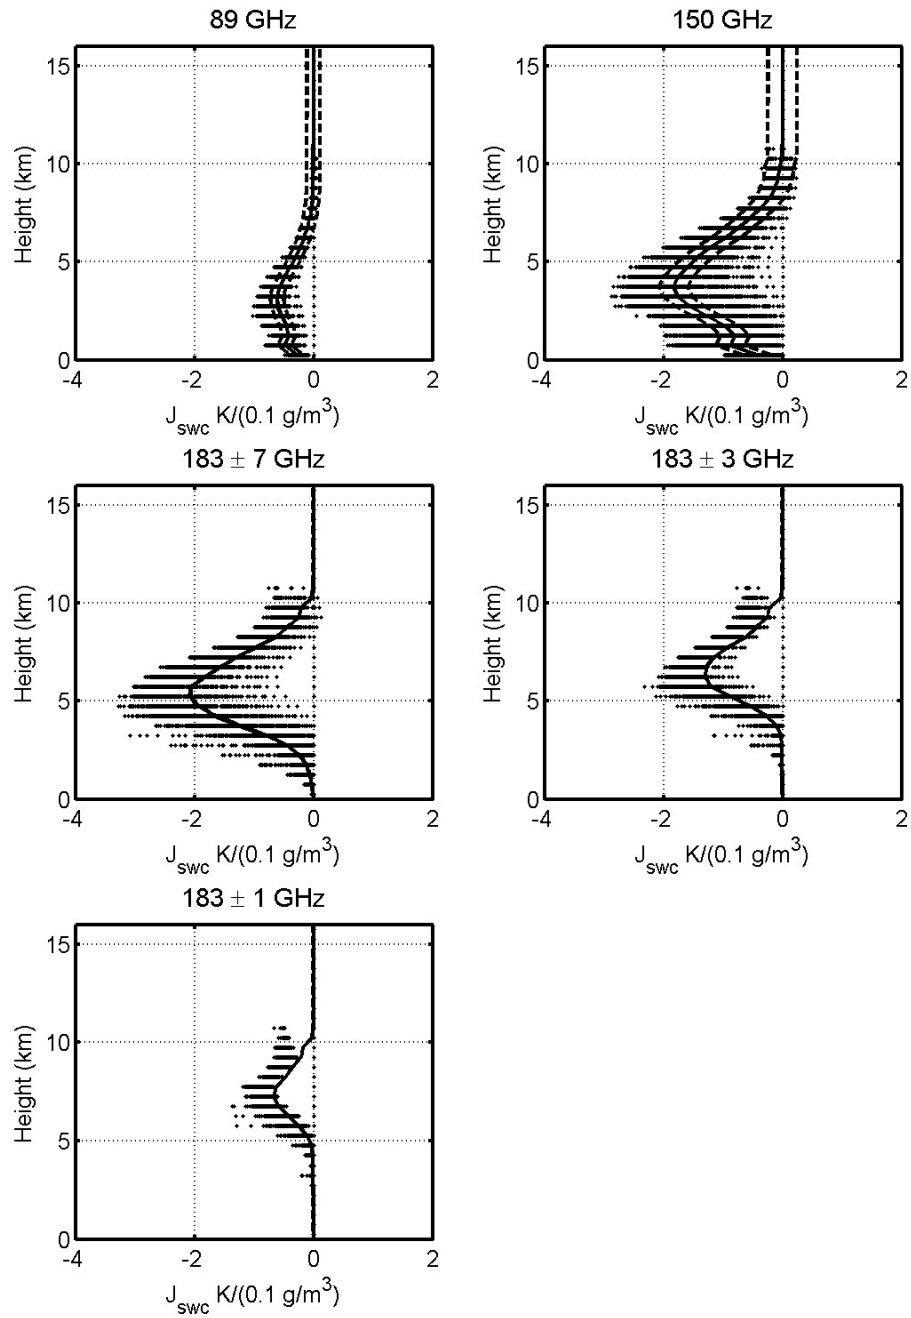 89 GHz
150 GHz
Height (km)
15
10
5
0
-4
-2
0
2
J_swc K/(0.1 g/m^3)
Height (km)
15
10
5
0
-4
-2
0
2
J_swc K/(0.1 g/m^3)
183 ± 7 GHz
183 ± 3 GHz
Height (km)
15
10
5
0
-4
-2
0
2
J_swc K/(0.1 g/m^3)
Height (km)
15
10
5
0
-4
-2
0
2
J_swc K/(0.1 g/m^3)
183 ± 1 GHz
Height (km)
15
10
5
0
-4
-2
0
2
J_swc K/(0.1 g/m^3)